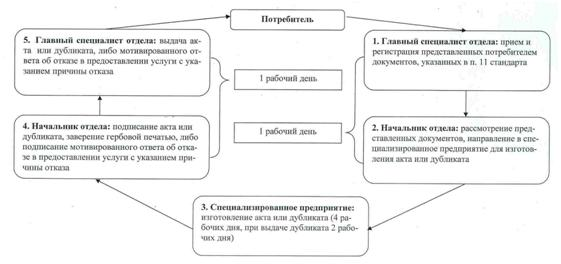 Потребитель
5. Главный специалист отдела: выдача ак-
та или дубликата, либо мотивированного от-
вета об отказе в предоставлении услуги с ука-
занием причины отказа
1. Главный специалист отдела: прием и
регистрация представленных потребителем
документов, указанных в п. 11 стандарта
1 рабочий день
1 рабочий день
4. Начальник отдела: подписание акта или
дубликата, заверение гербовой печатью, либо
подписание мотивированного ответа об отка-
зе в предоставлении услуги с указанием при-
чины отказа
2. Начальник отдела: рассмотрение пред-
ставленных документов, направление в спе-
циализированное предприятие для изготов-
ления акта или дубликата
3. Специализированное предприятие:
изготовление акта или дубликата (4 ра-
бочих дня, при выдаче дубликата 2 рабо-
чих дня)